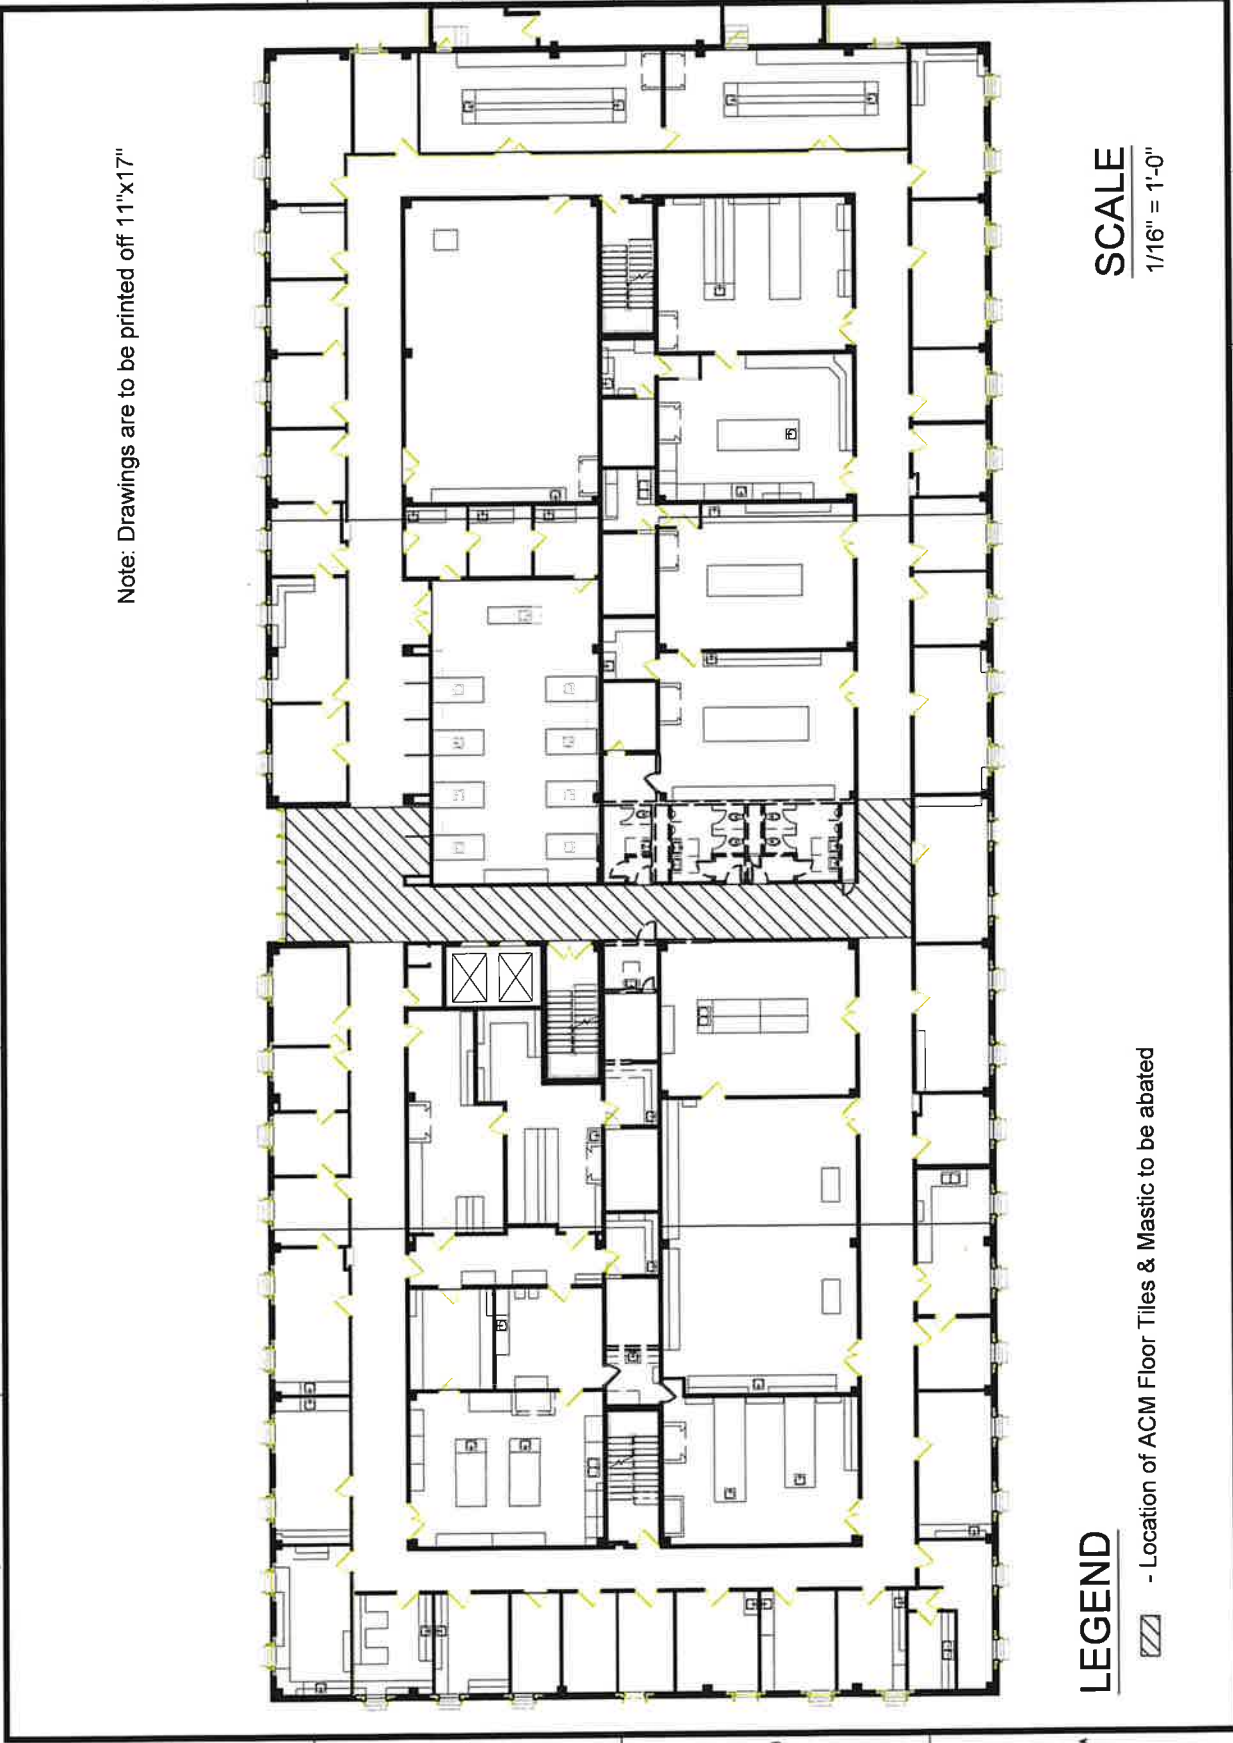 Note: Drawings are to be printed off 11"x17"
SCALE
1/16" = 1'-0"
LEGEND
- Location of ACM Floor Tiles & Mastic to be abated